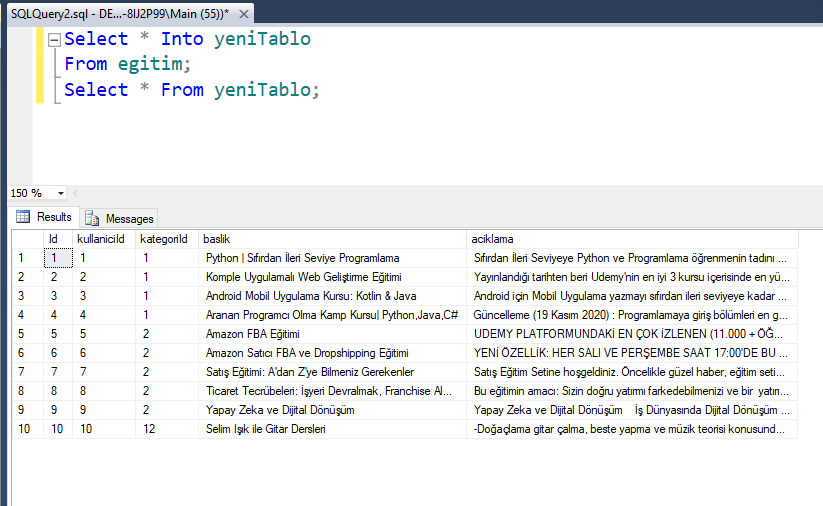 SQLQuery2.sql - DE...-8IJ2P99\Main (55))*
Select * Into yeniTablo
From egitim;
Select * From yeniTablo;
150 %
Results Messages
Id kullaniciId kategoriId baslik aciklama
1 1 1 1 Python | Sıfırdan İleri Seviye Programlama Sıfırdan İleri Seviyeye Python ve Programlama öğrenmenin tadını ...
2 2 2 1 Komple Uygulamalı Web Geliştirme Eğitimi Yayınlandığı tarihten beri Udemy'nin en iyi 3 kursu içerisinde en yü...
3 3 3 1 Android Mobil Uygulama Kursu: Kotlin & Java Android için Mobil Uygulama yazmayı sıfırdan ileri seviyeye kadar ...
4 4 4 1 Aranan Programcı Olma Kamp Kursu| Python,Java,C# Güncelleme (19 Kasım 2020) : Programlamaya giriş bölümleri en g...
5 5 5 2 Amazon FBA Eğitimi UDEMY PLATFORMUNDAKİ EN ÇOK İZLENEN (11.000 + ÖĞ...
6 6 6 2 Amazon Satıcı FBA ve Dropshipping Eğitimi YENİ ÖZELLİK: HER SALI VE PERŞEMBE SAAT 17:00'DE BU ...
7 7 7 2 Satış Eğitimi: A'dan Z'ye Bilmeniz Gerekenler Satış Eğitim Setine hoşgeldiniz. Öncelikle güzel haber, eğitim seti...
8 8 8 2 Ticaret Tecrübeleri: İşyeri Devralmak, Franchise Al... Bu eğitimin amacı: Sizin doğru yatırımı farkedebilmenizi ve bir yatırı...
9 9 9 2 Yapay Zeka ve Dijital Dönüşüm Yapay Zeka ve Dijital Dönüşüm İş Dünyasında Dijital Dönüşüm ...
10 10 10 12 Selim Işık ile Gitar Dersleri -Doğaçlama gitar çalma, beste yapma ve müzik teorisi konusund...